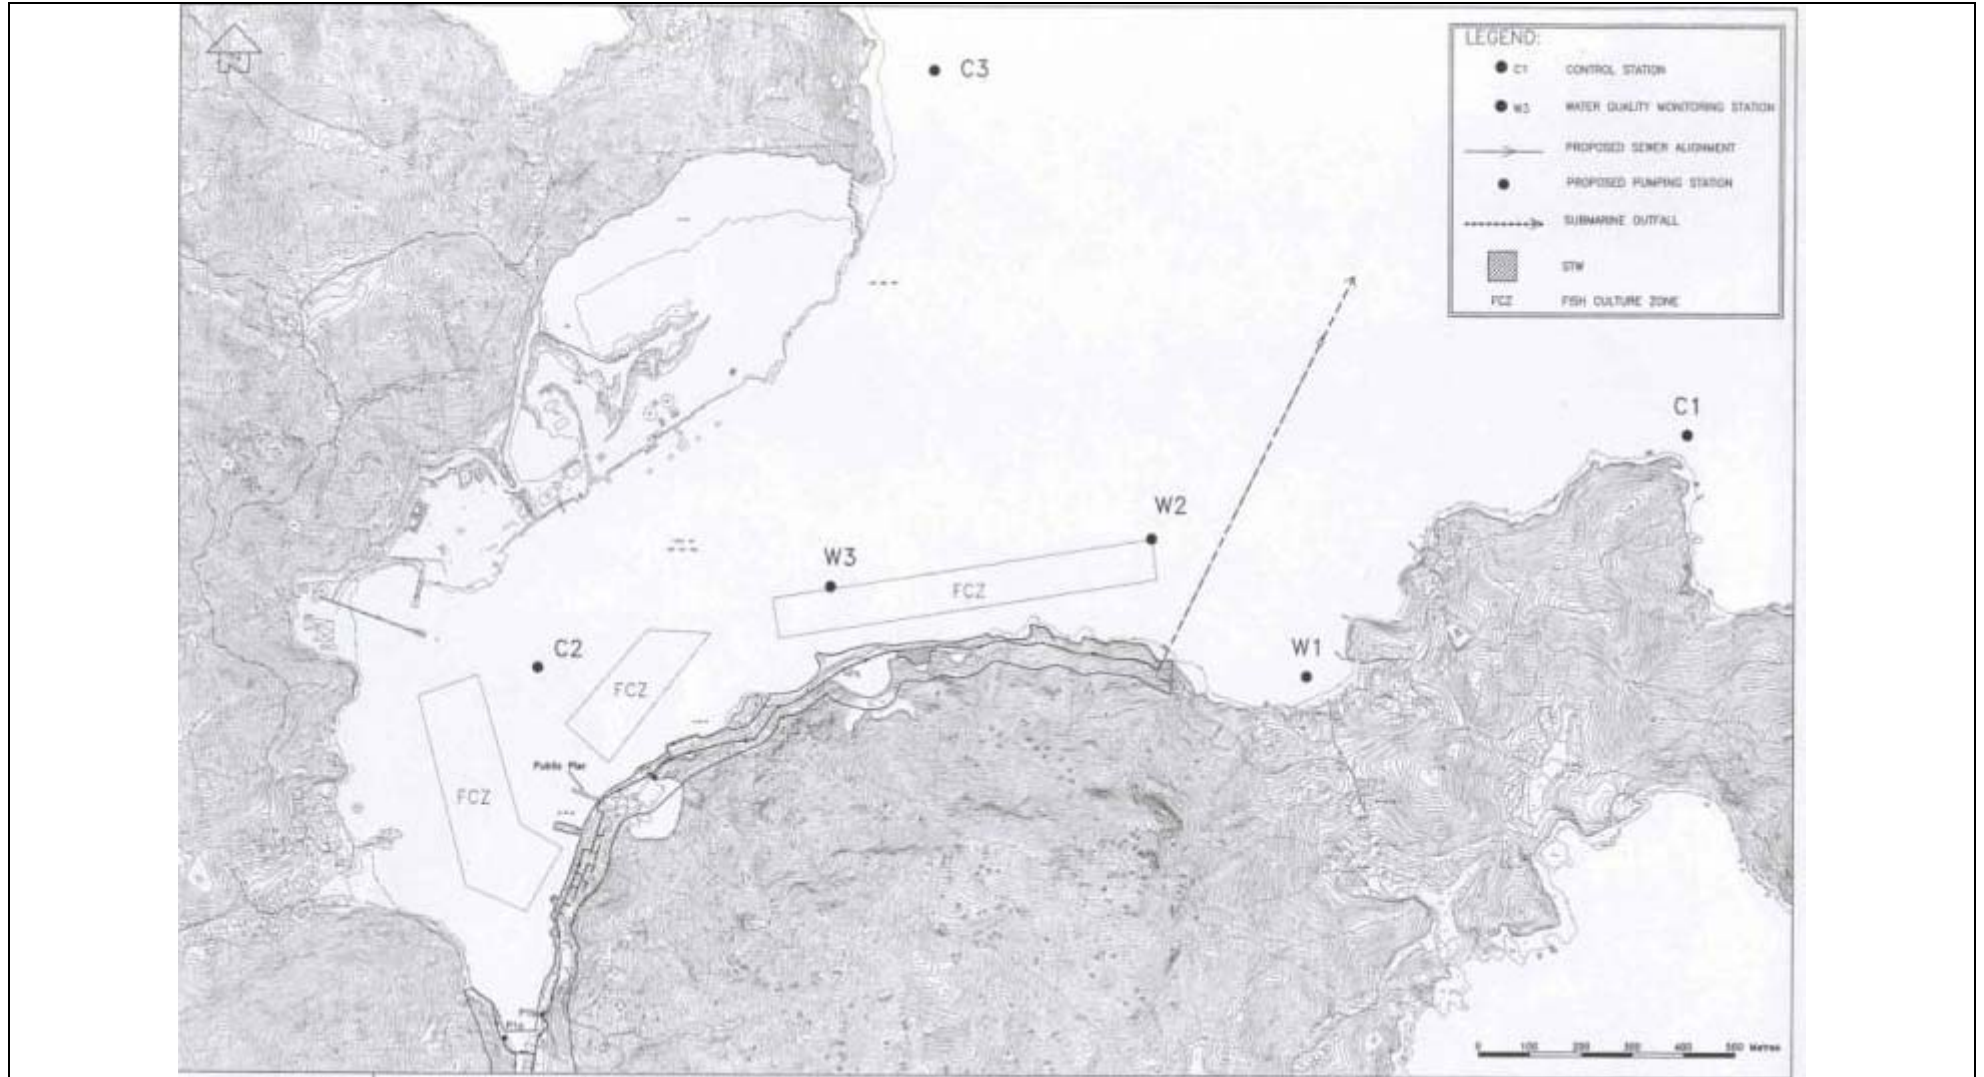 N
C3
LEGEND:
C1 CONTROL STATION
W3 WATER QUALITY MONITORING STATION
PROPOSED SEWER ALIGNMENT
PROPOSED PUMPING STATION
SUBMARINE OUTFALL
STW
FCZ FISH CULTURE ZONE
C1
W2
W3
FCZ
C2
W1
FCZ
Public Pier
FCZ
0 100 200 300 400 500 Metres